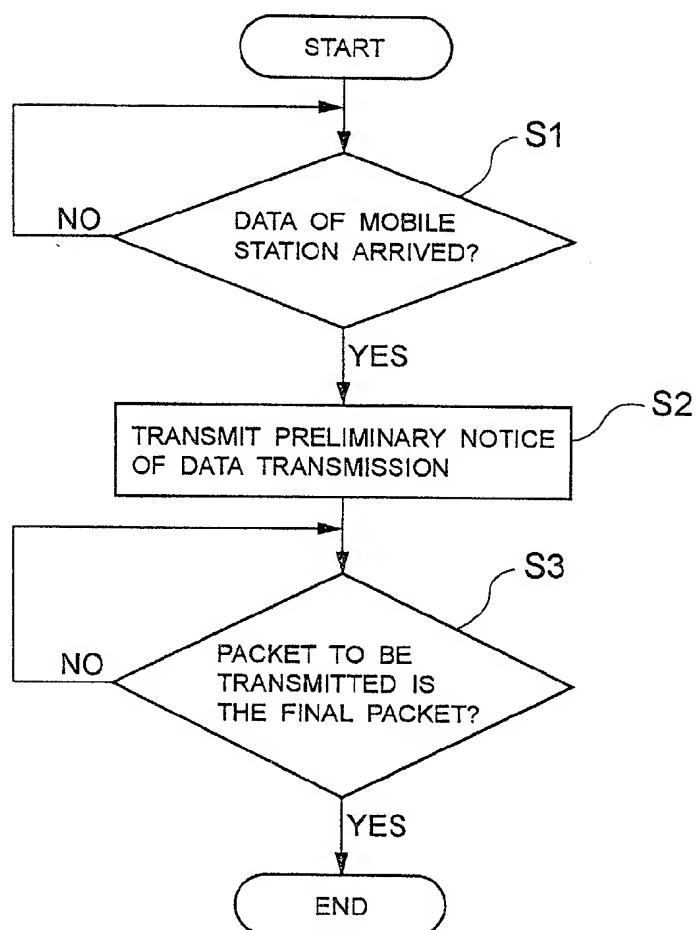 START
S1
DATA OF MOBILE
STATION ARRIVED?
NO
YES
S2
TRANSMIT PRELIMINARY NOTICE
OF DATA TRANSMISSION
S3
PACKET TO BE
TRANSMITTED IS
THE FINAL PACKET?
NO
YES
END